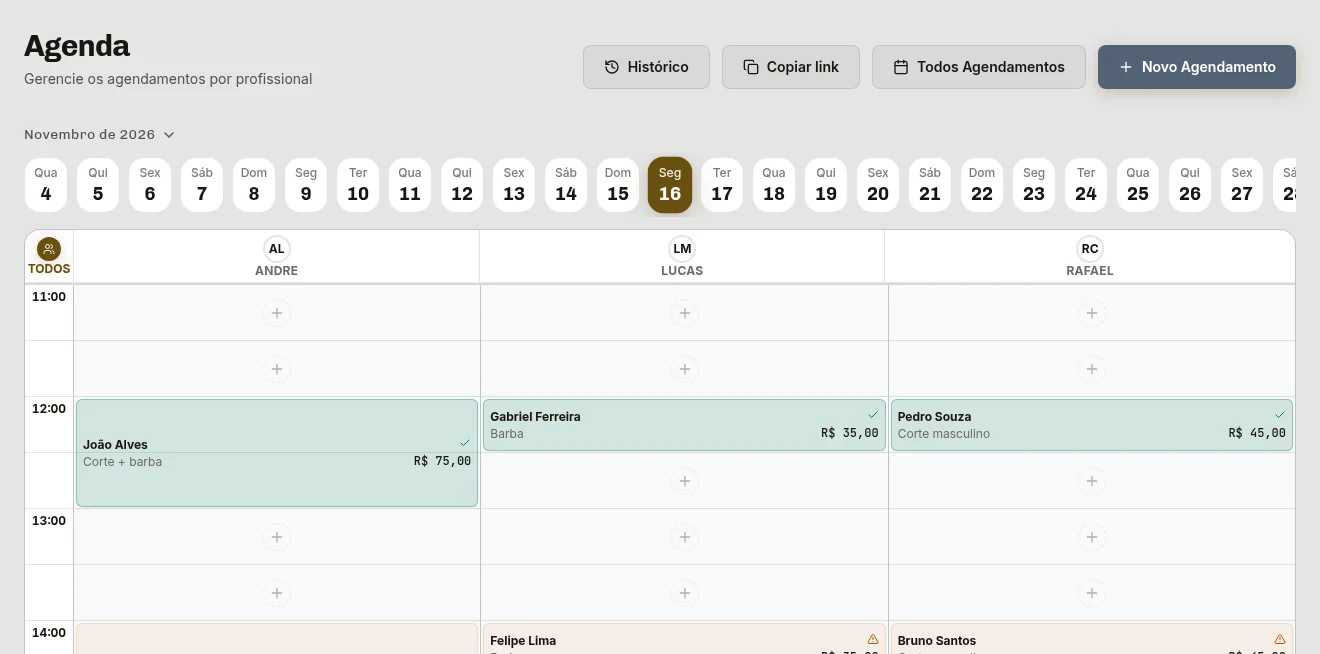 Agenda
Gerencie os agendamentos por profissional
Histórico
Copiar link
Todos Agendamentos
Novo Agendamento
Novembro de 2026
Qua Qui Sex Sáb Dom Seg Ter Qua Qui Sex Sáb Dom Seg Ter Qua Qui Sex Sáb Dom Seg Ter Qua Qui Sex
4 5 6 7 8 9 10 11 12 13 14 15 16 17 18 19 20 21 22 23 24 25 26 27
AL LM RC
TODOS ANDRE LUCAS RAFAEL
11:00
12:00
João Alves
Corte + barba R$ 75,00
Gabriel Ferreira
Barba R$ 35,00
Pedro Souza
Corte masculino R$ 45,00
13:00
14:00
Felipe Lima
Bruno Santos